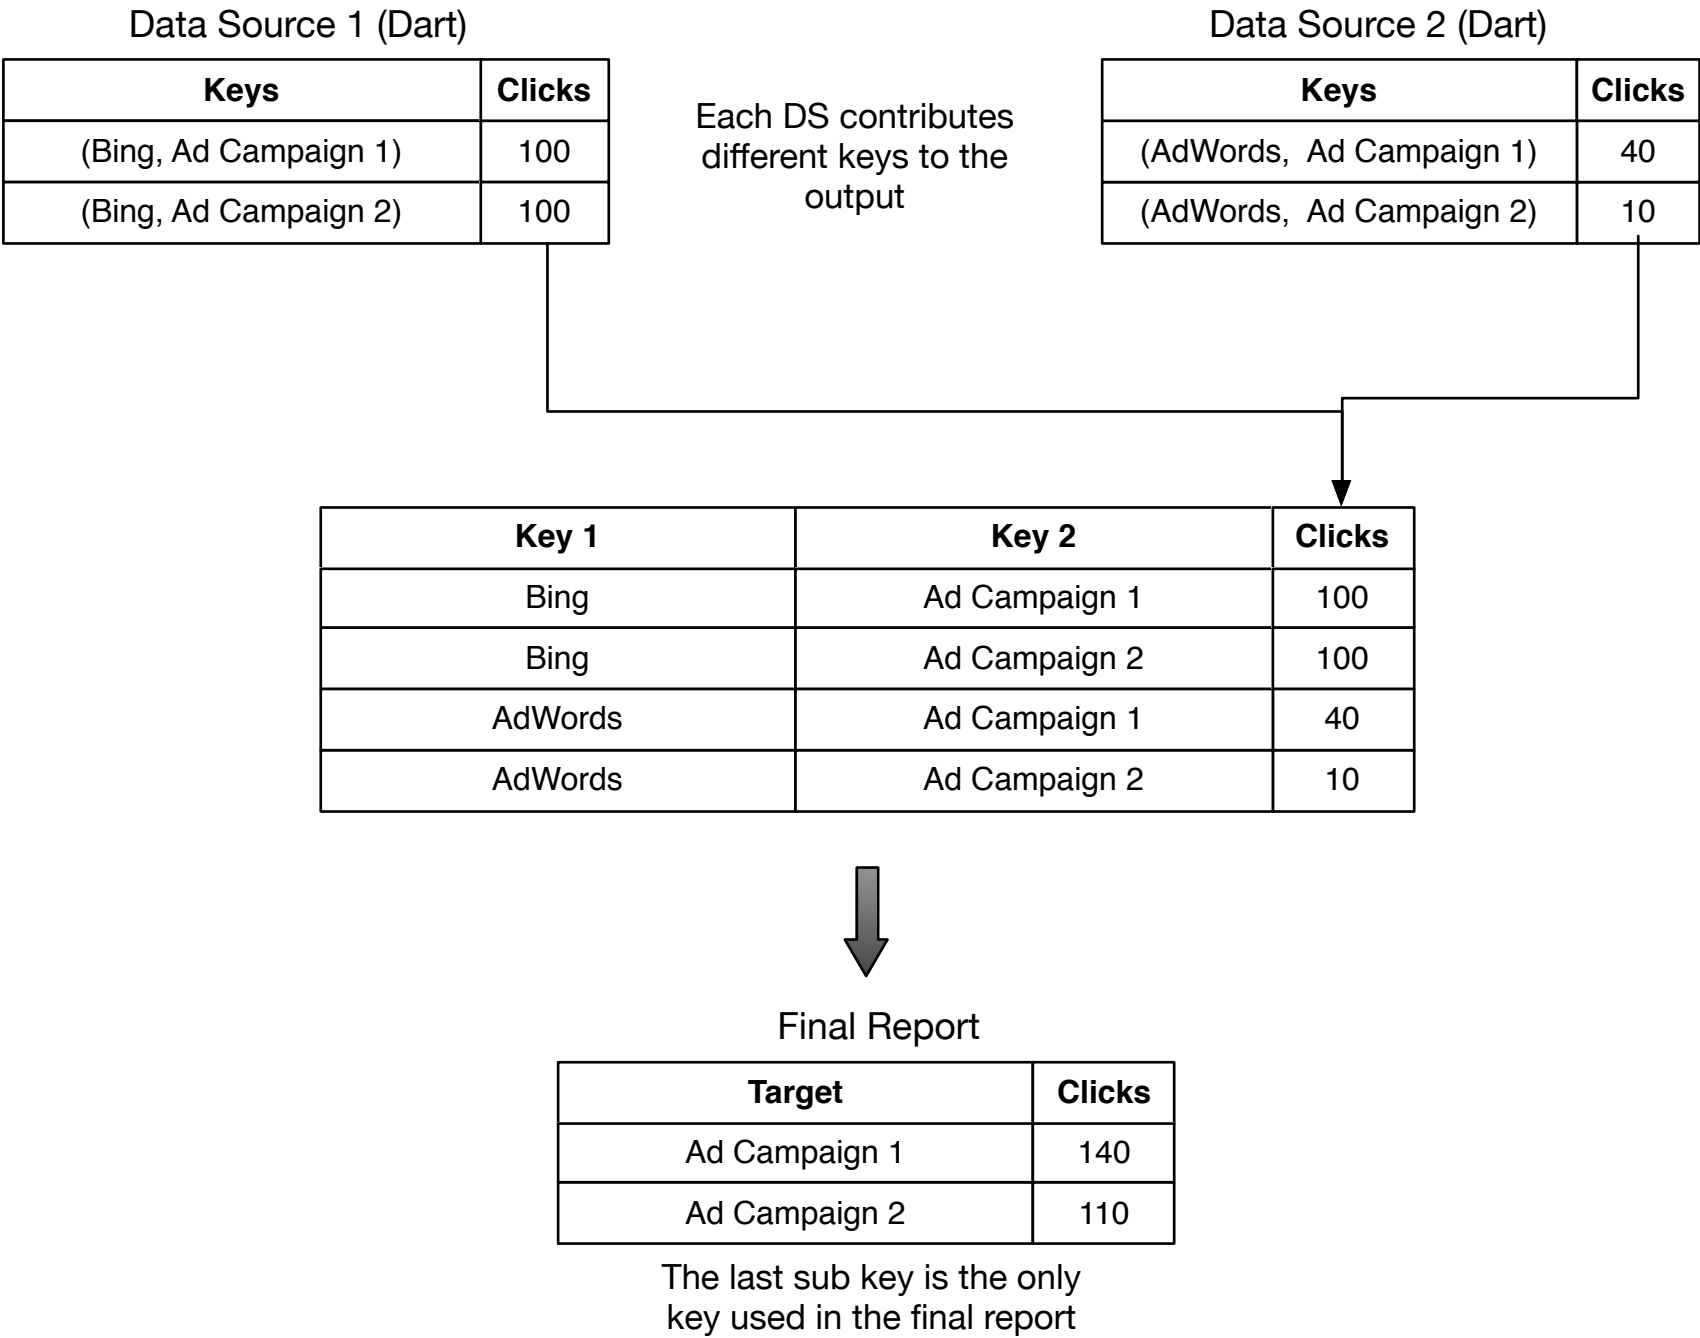 Data Source 1 (Dart)
Keys Clicks
(Bing, Ad Campaign 1) 100
(Bing, Ad Campaign 2) 100
Each DS contributes
different keys to the
output
Data Source 2 (Dart)
Keys Clicks
(AdWords, Ad Campaign 1) 40
(AdWords, Ad Campaign 2) 10
Key 1 Key 2 Clicks
Bing Ad Campaign 1 100
Bing Ad Campaign 2 100
AdWords Ad Campaign 1 40
AdWords Ad Campaign 2 10
Final Report
Target Clicks
Ad Campaign 1 140
Ad Campaign 2 110
The last sub key is the only
key used in the final report